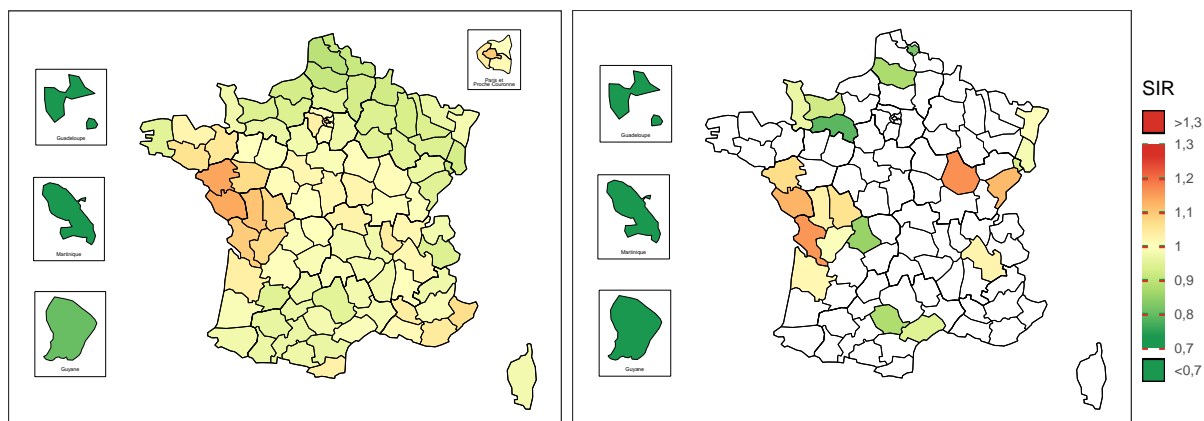 Paris et
Proche Couronne
Guadeloupe
Martinique
Guyane
Guadeloupe
Martinique
Guyane
SIR
>1,3
1,3
1,2
1,1
1
0,9
0,8
0,7
<0,7